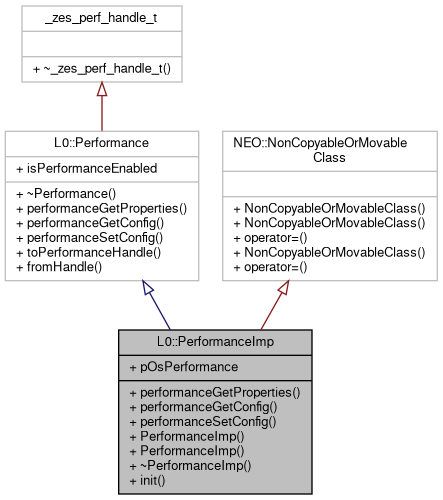 _zes_perf_handle_t
+ ~_zes_perf_handle_t()
L0::Performance
+ isPerformanceEnabled
+ ~Performance()
+ performanceGetProperties()
+ performanceGetConfig()
+ performanceSetConfig()
+ toPerformanceHandle()
+ fromHandle()
NEO::NonCopyableOrMovable
Class
+ NonCopyableOrMovableClass()
+ NonCopyableOrMovableClass()
+ operator=()
+ NonCopyableOrMovableClass()
+ operator=()
L0::PerformanceImp
+ pOsPerformance
+ performanceGetProperties()
+ performanceGetConfig()
+ performanceSetConfig()
+ PerformanceImp()
+ PerformanceImp()
+ ~PerformanceImp()
+ init()